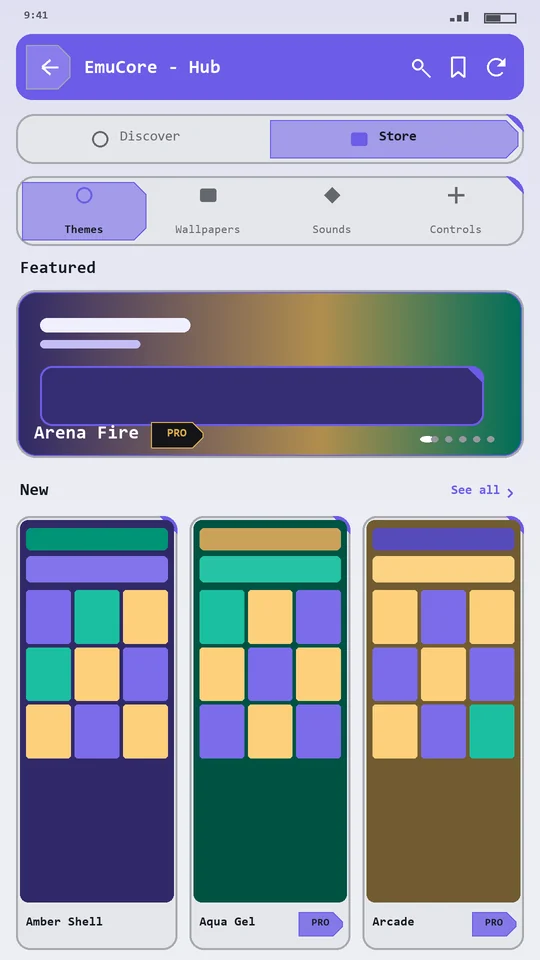 9:41
EmuCore - Hub
Discover
Store
Themes
Wallpapers
Sounds
Controls
Featured
Arena Fire
PRO
New
See all
Amber Shell
Aqua Gel
PRO
Arcade
PRO